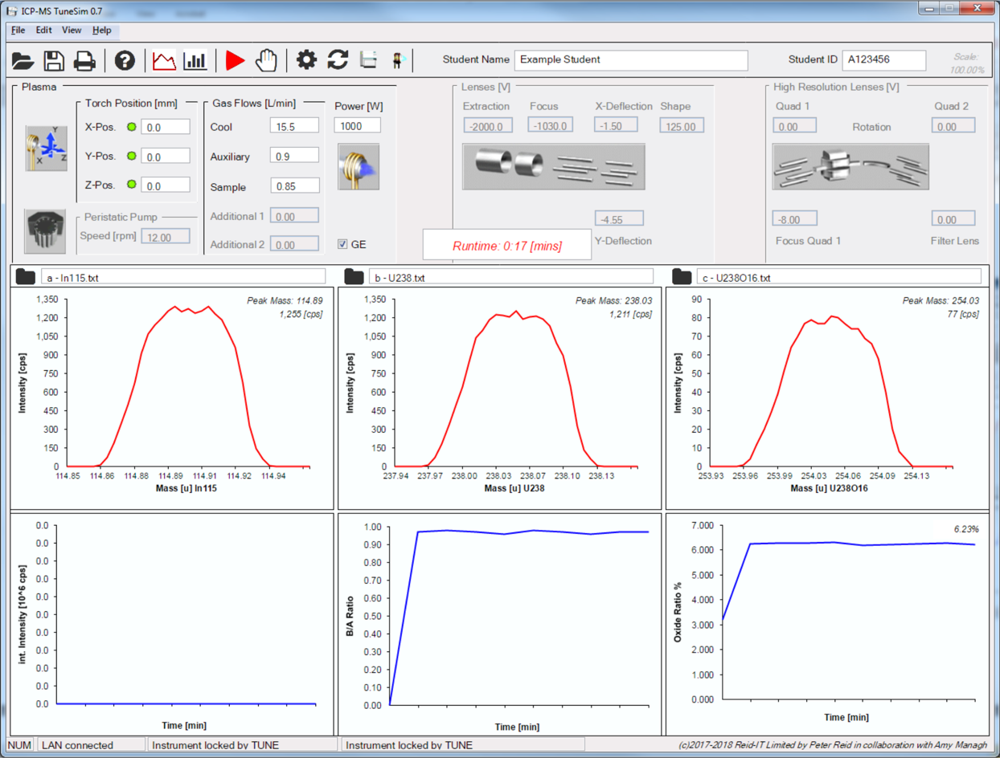 ICP-MS TuneSim 0.7
File Edit View Help
Student Name Example Student Student ID A123456 Scale: 100.00%
Plasma
Torch Position [mm]
X-Pos. 0.0
Y-Pos. 0.0
Z-Pos. 0.0
Peristatic Pump
Speed [rpm] 12.00
Gas Flows [L/min]
Cool 15.5
Auxiliary 0.9
Sample 0.85
Additional 1 0.00
Additional 2 0.00
Power [W]
1000
GE
Lenses [V]
Extraction Focus X-Deflection Shape
-2000.0 -1030.0 -1.50 125.00
-4.55
Y-Deflection
Runtime: 0:17 [mins]
High Resolution Lenses [V]
Quad 1 Quad 2
0.00 Rotation 0.00
-8.00 0.00
Focus Quad 1 Filter Lens
X Y Z
a - In115.txt
Peak Mass: 114.89
1,255 [cps]
Intensity [cps]
1,350
1,200
1,050
900
750
600
450
300
150
0
114.85 114.86 114.88 114.89 114.91 114.92 114.94
Mass [u] In115
b - U238.txt
Peak Mass: 238.03
1,211 [cps]
Intensity [cps]
1,350
1,200
1,050
900
750
600
450
300
150
0
237.94 237.97 238.00 238.03 238.07 238.10 238.13
Mass [u] U238
c - U238O16.txt
Peak Mass: 254.03
77 [cps]
Intensity [cps]
90
80
70
60
50
40
30
20
10
0
253.93 253.96 253.99 254.03 254.06 254.09 254.13
Mass [u] U238O16
int. Intensity [10^6 cps]
0.0
0.0
0.0
0.0
0.0
0.0
0.0
0.0
0.0
0.0
0.0
Time [min]
B/A Ratio
1.00
0.90
0.80
0.70
0.60
0.50
0.40
0.30
0.20
0.10
0.00
Time [min]
6.23%
Oxide Ratio %
7.000
6.000
5.000
4.000
3.000
2.000
1.000
0.000
Time [min]
NUM LAN connected Instrument locked by TUNE Instrument locked by TUNE (c)2017-2018 Reid-IT Limited by Peter Reid in collaboration with Amy Managh